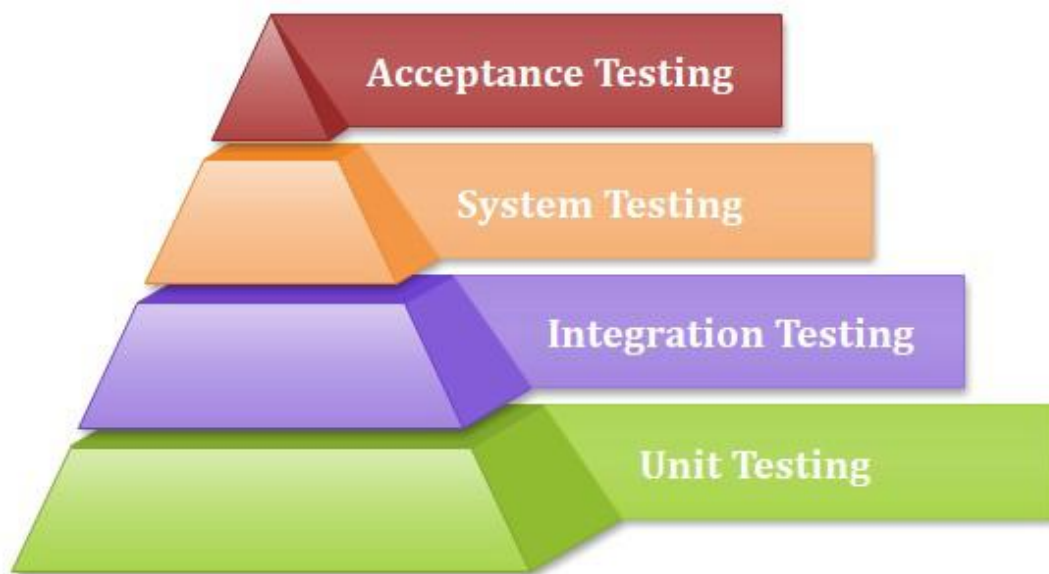 Acceptance Testing
System Testing
Integration Testing
Unit Testing